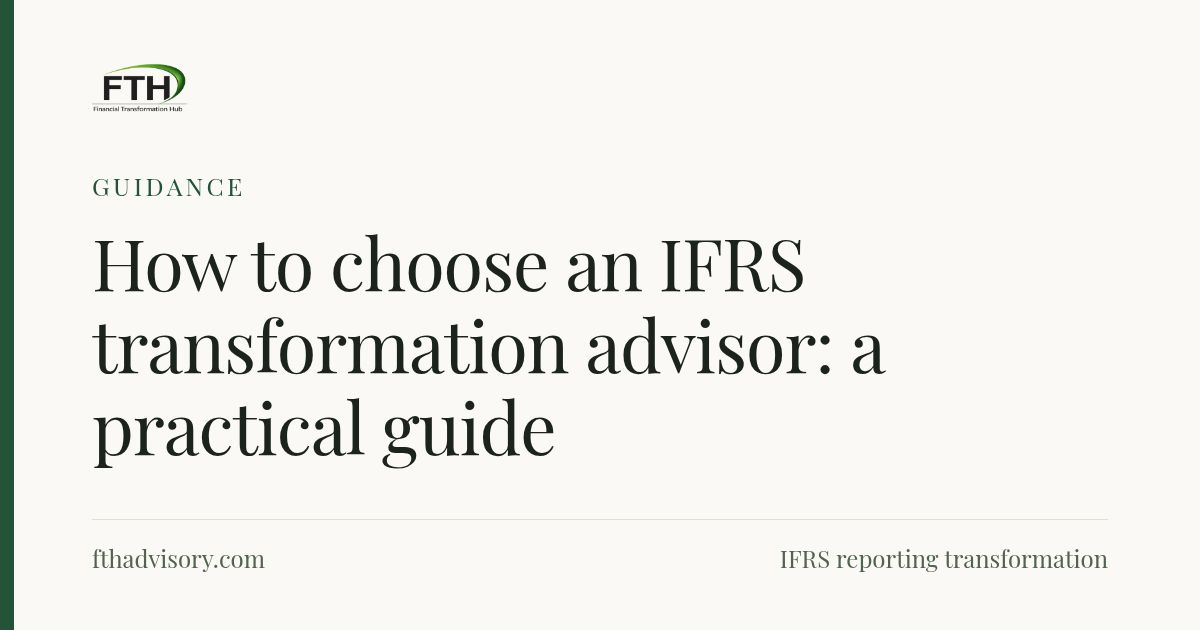 FTH
Financial Transformation Hub
GUIDANCE
How to choose an IFRS
transformation advisor: a
practical guide
fthadvisory.com
IFRS reporting transformation